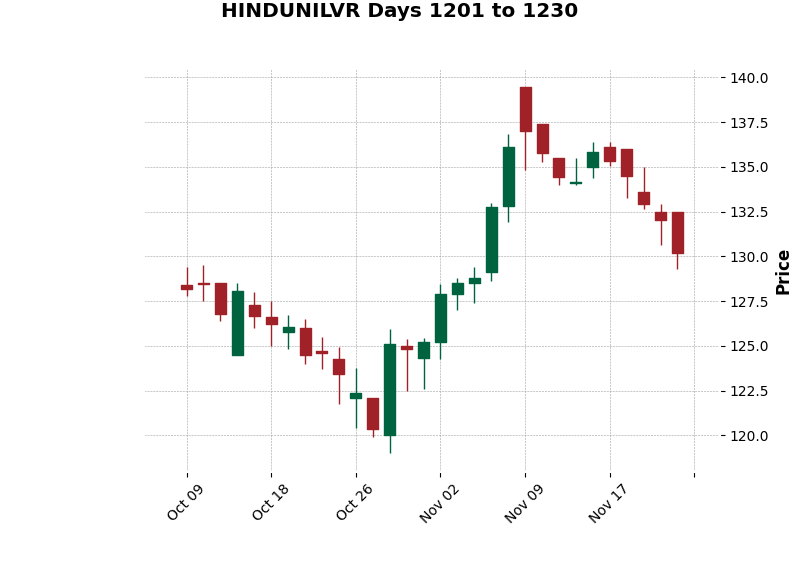 HINDUNILVR Days 1201 to 1230
140.0
137.5
135.0
132.5
130.0
127.5
125.0
122.5
120.0
Price
Oct 09
Oct 18
Oct 26
Nov 02
Nov 09
Nov 17